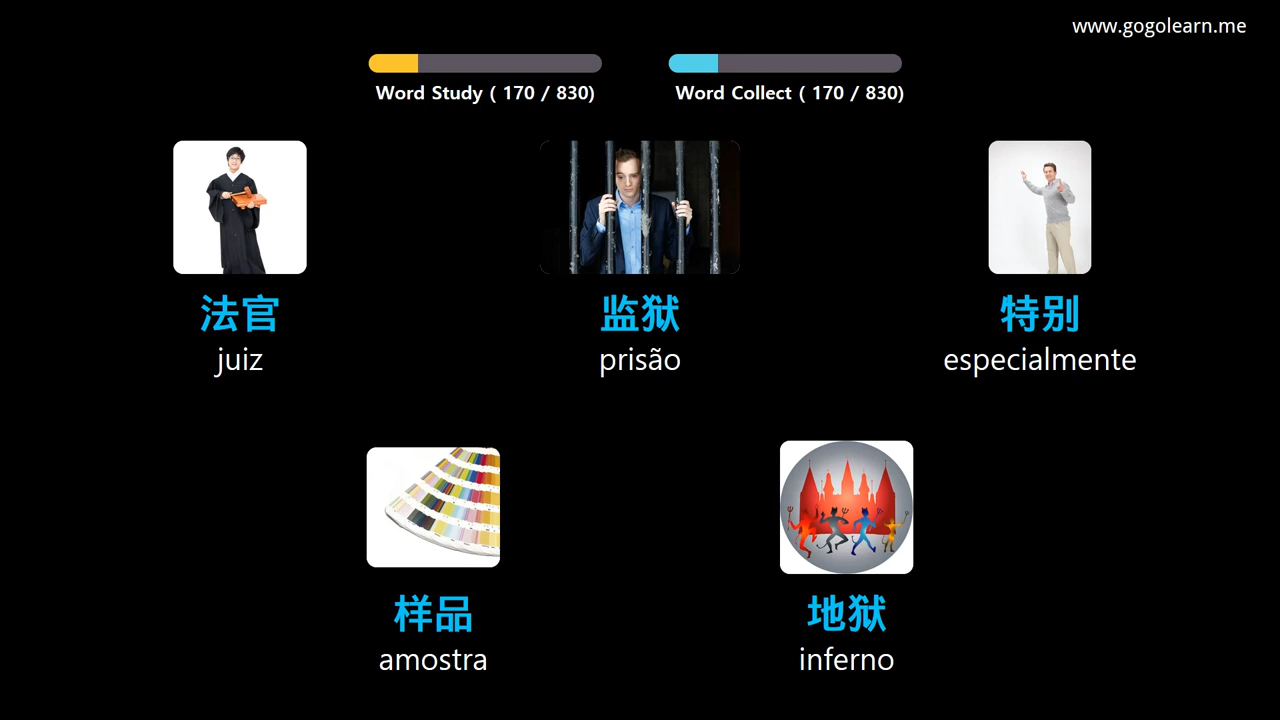 www.gogolearn.me
Word Study ( 170 / 830)
Word Collect ( 170 / 830)
法官
juiz
监狱
prisão
特别
especialmente
样品
amostra
地狱
inferno